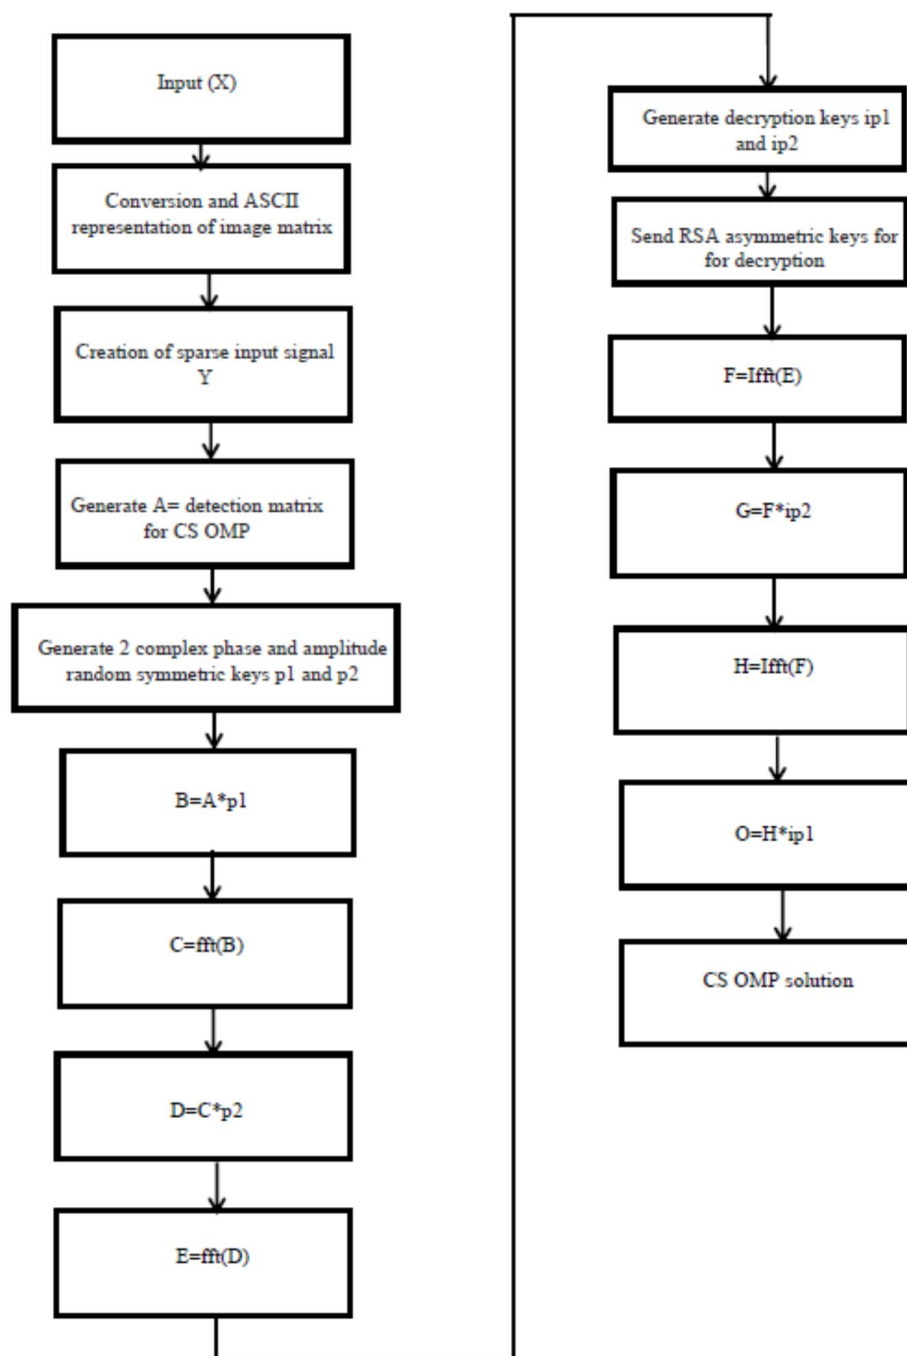 Input (X)
Conversion and ASCII
representation of image matrix
Creation of sparse input signal
Y
Generate A= detection matrix
for CS OMP
Generate 2 complex phase and amplitude
random symmetric keys p1 and p2
B=A*p1
C=fft(B)
D=C*p2
E=fft(D)
Generate decryption keys ip1
and ip2
Send RSA asymmetric keys for
for decryption
F=Ifft(E)
G=F*ip2
H=Ifft(F)
O=H*ip1
CS OMP solution